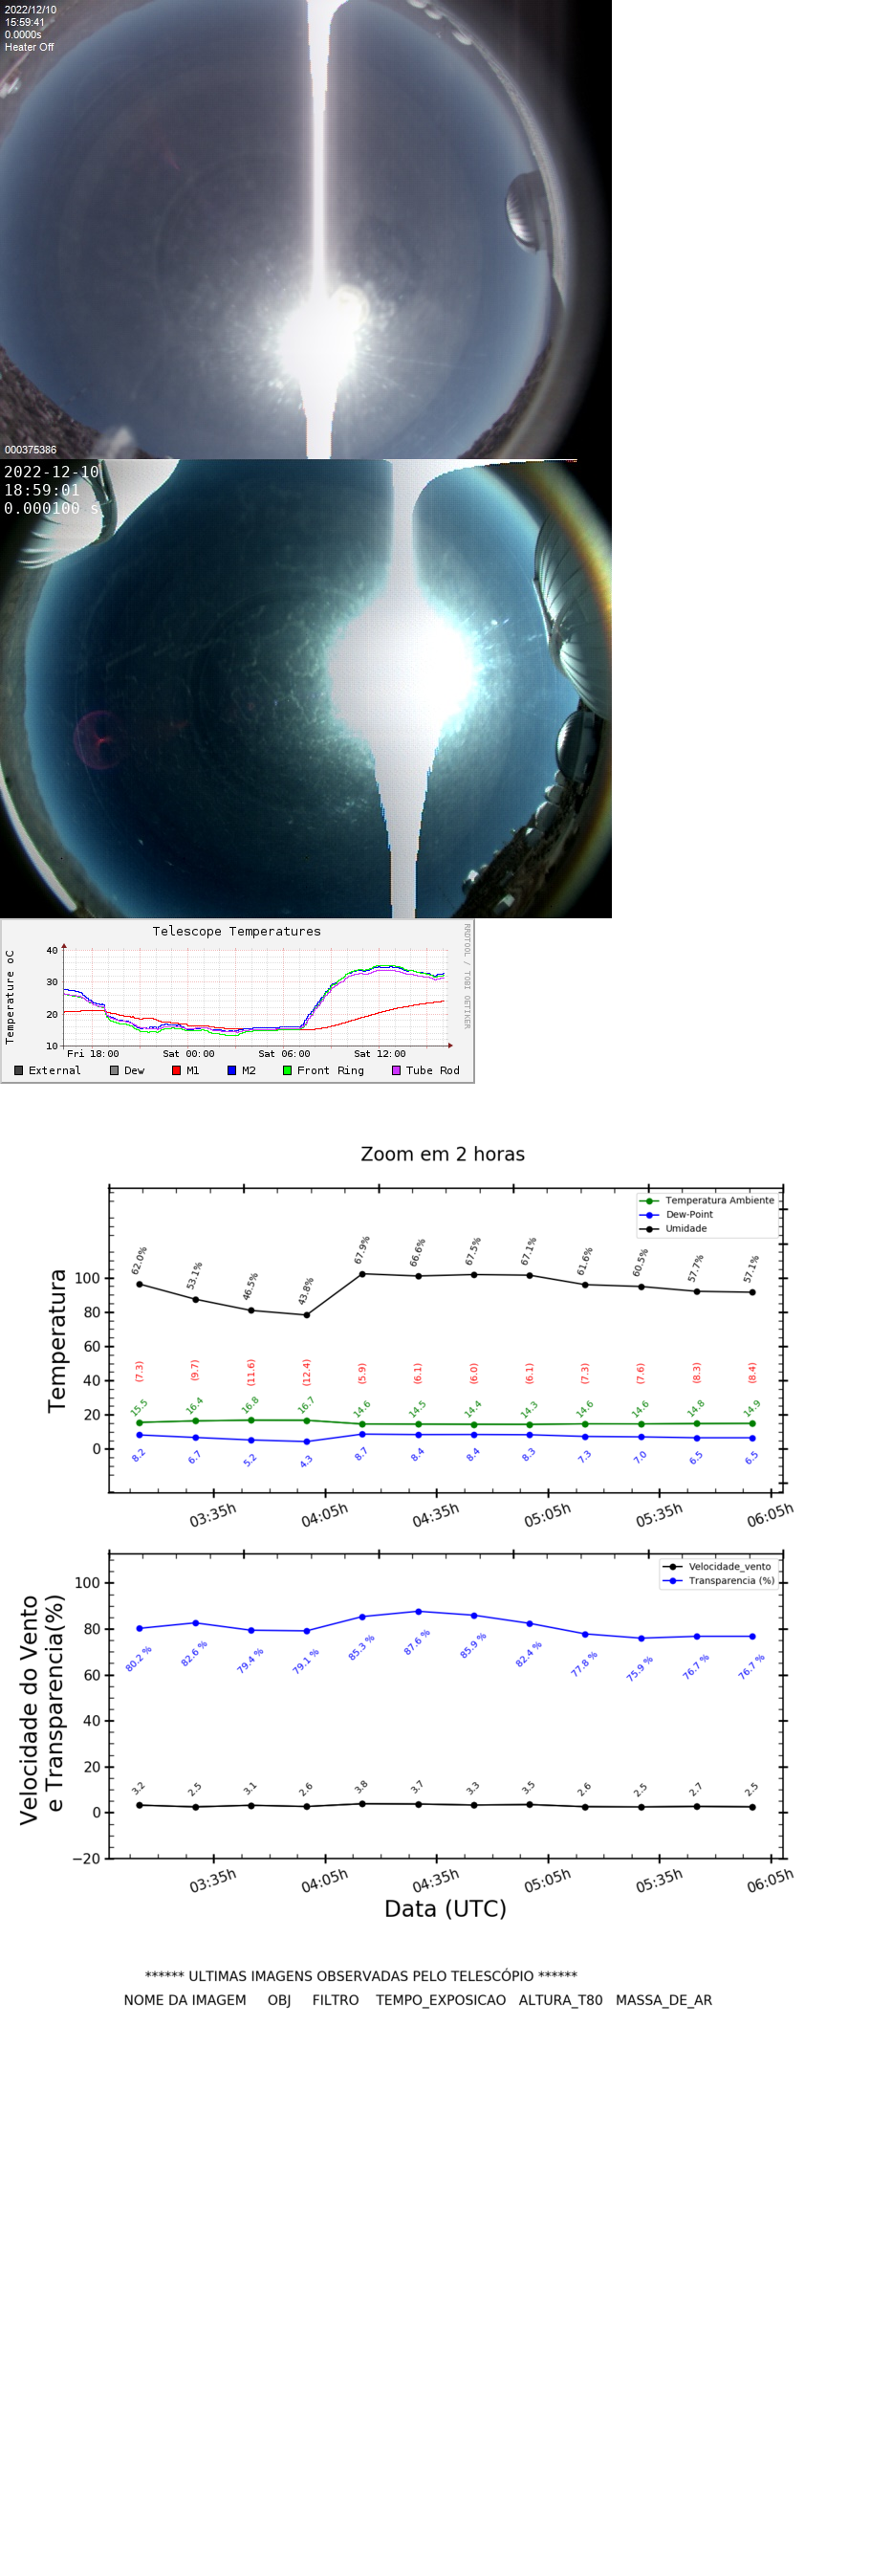 2022/12/10
15:59:41
0.0000s
Heater Off
000375386
2022-12-10
18:59:01
0.000100 s
Telescope Temperatures
RRDTOOL / TOBI OETIKER
Temperature oC
40
30
20
10
Fri 18:00 Sat 00:00 Sat 06:00 Sat 12:00
External Dew M1 M2 Front Ring Tube Rod
Zoom em 2 horas
Temperatura Ambiente
Dew-Point
Umidade
Temperatura
100
80
60
40
20
0
62.0% 53.1% 46.5% 43.8% 67.9% 66.6% 67.5% 67.1% 61.6% 60.5% 57.7% 57.1%
(7.3) (9.7) (11.6) (12.4) (5.9) (6.1) (6.0) (6.1) (7.3) (7.6) (8.3) (8.4)
15.5 16.4 16.8 16.7 14.6 14.5 14.4 14.3 14.6 14.6 14.8 14.9
8.2 6.7 5.2 4.3 8.7 8.4 8.4 8.3 7.3 7.0 6.5 6.5
03:35h 04:05h 04:35h 05:05h 05:35h 06:05h
Velocidade_vento
Transparencia (%)
Velocidade do Vento
e Transparencia(%)
100
80
60
40
20
0
−20
80.2 % 82.6 % 79.4 % 79.1 % 85.3 % 87.6 % 85.9 % 82.4 % 77.8 % 75.9 % 76.7 % 76.7 %
3.2 2.5 3.1 2.6 3.8 3.7 3.3 3.5 2.6 2.5 2.7 2.5
03:35h 04:05h 04:35h 05:05h 05:35h 06:05h
Data (UTC)
****** ULTIMAS IMAGENS OBSERVADAS PELO TELESCÓPIO ******
NOME DA IMAGEM OBJ FILTRO TEMPO_EXPOSICAO ALTURA_T80 MASSA_DE_AR